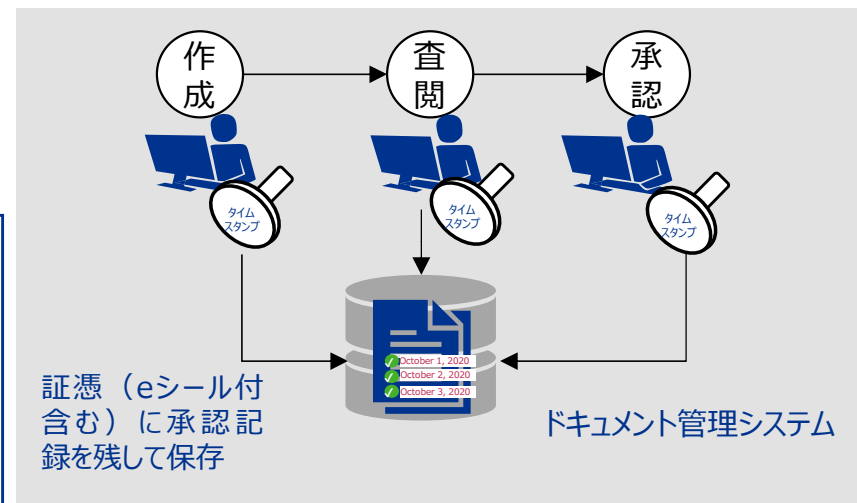 作成
査閲
承認
タイム
スタンプ
タイム
スタンプ
タイム
スタンプ
October 1, 2020
October 2, 2020
October 3, 2020
証憑（eシール付
含む）に承認記
録を残して保存
ドキュメント管理システム